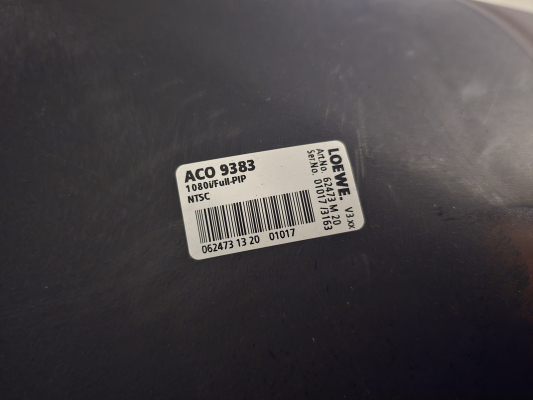 ACO 9383
1080i/Full-PIP
NTSC
062473 13 20 01017
LOEWE. V3.xx
Art.No. 62473 M 20
Ser.No. 01017/3163